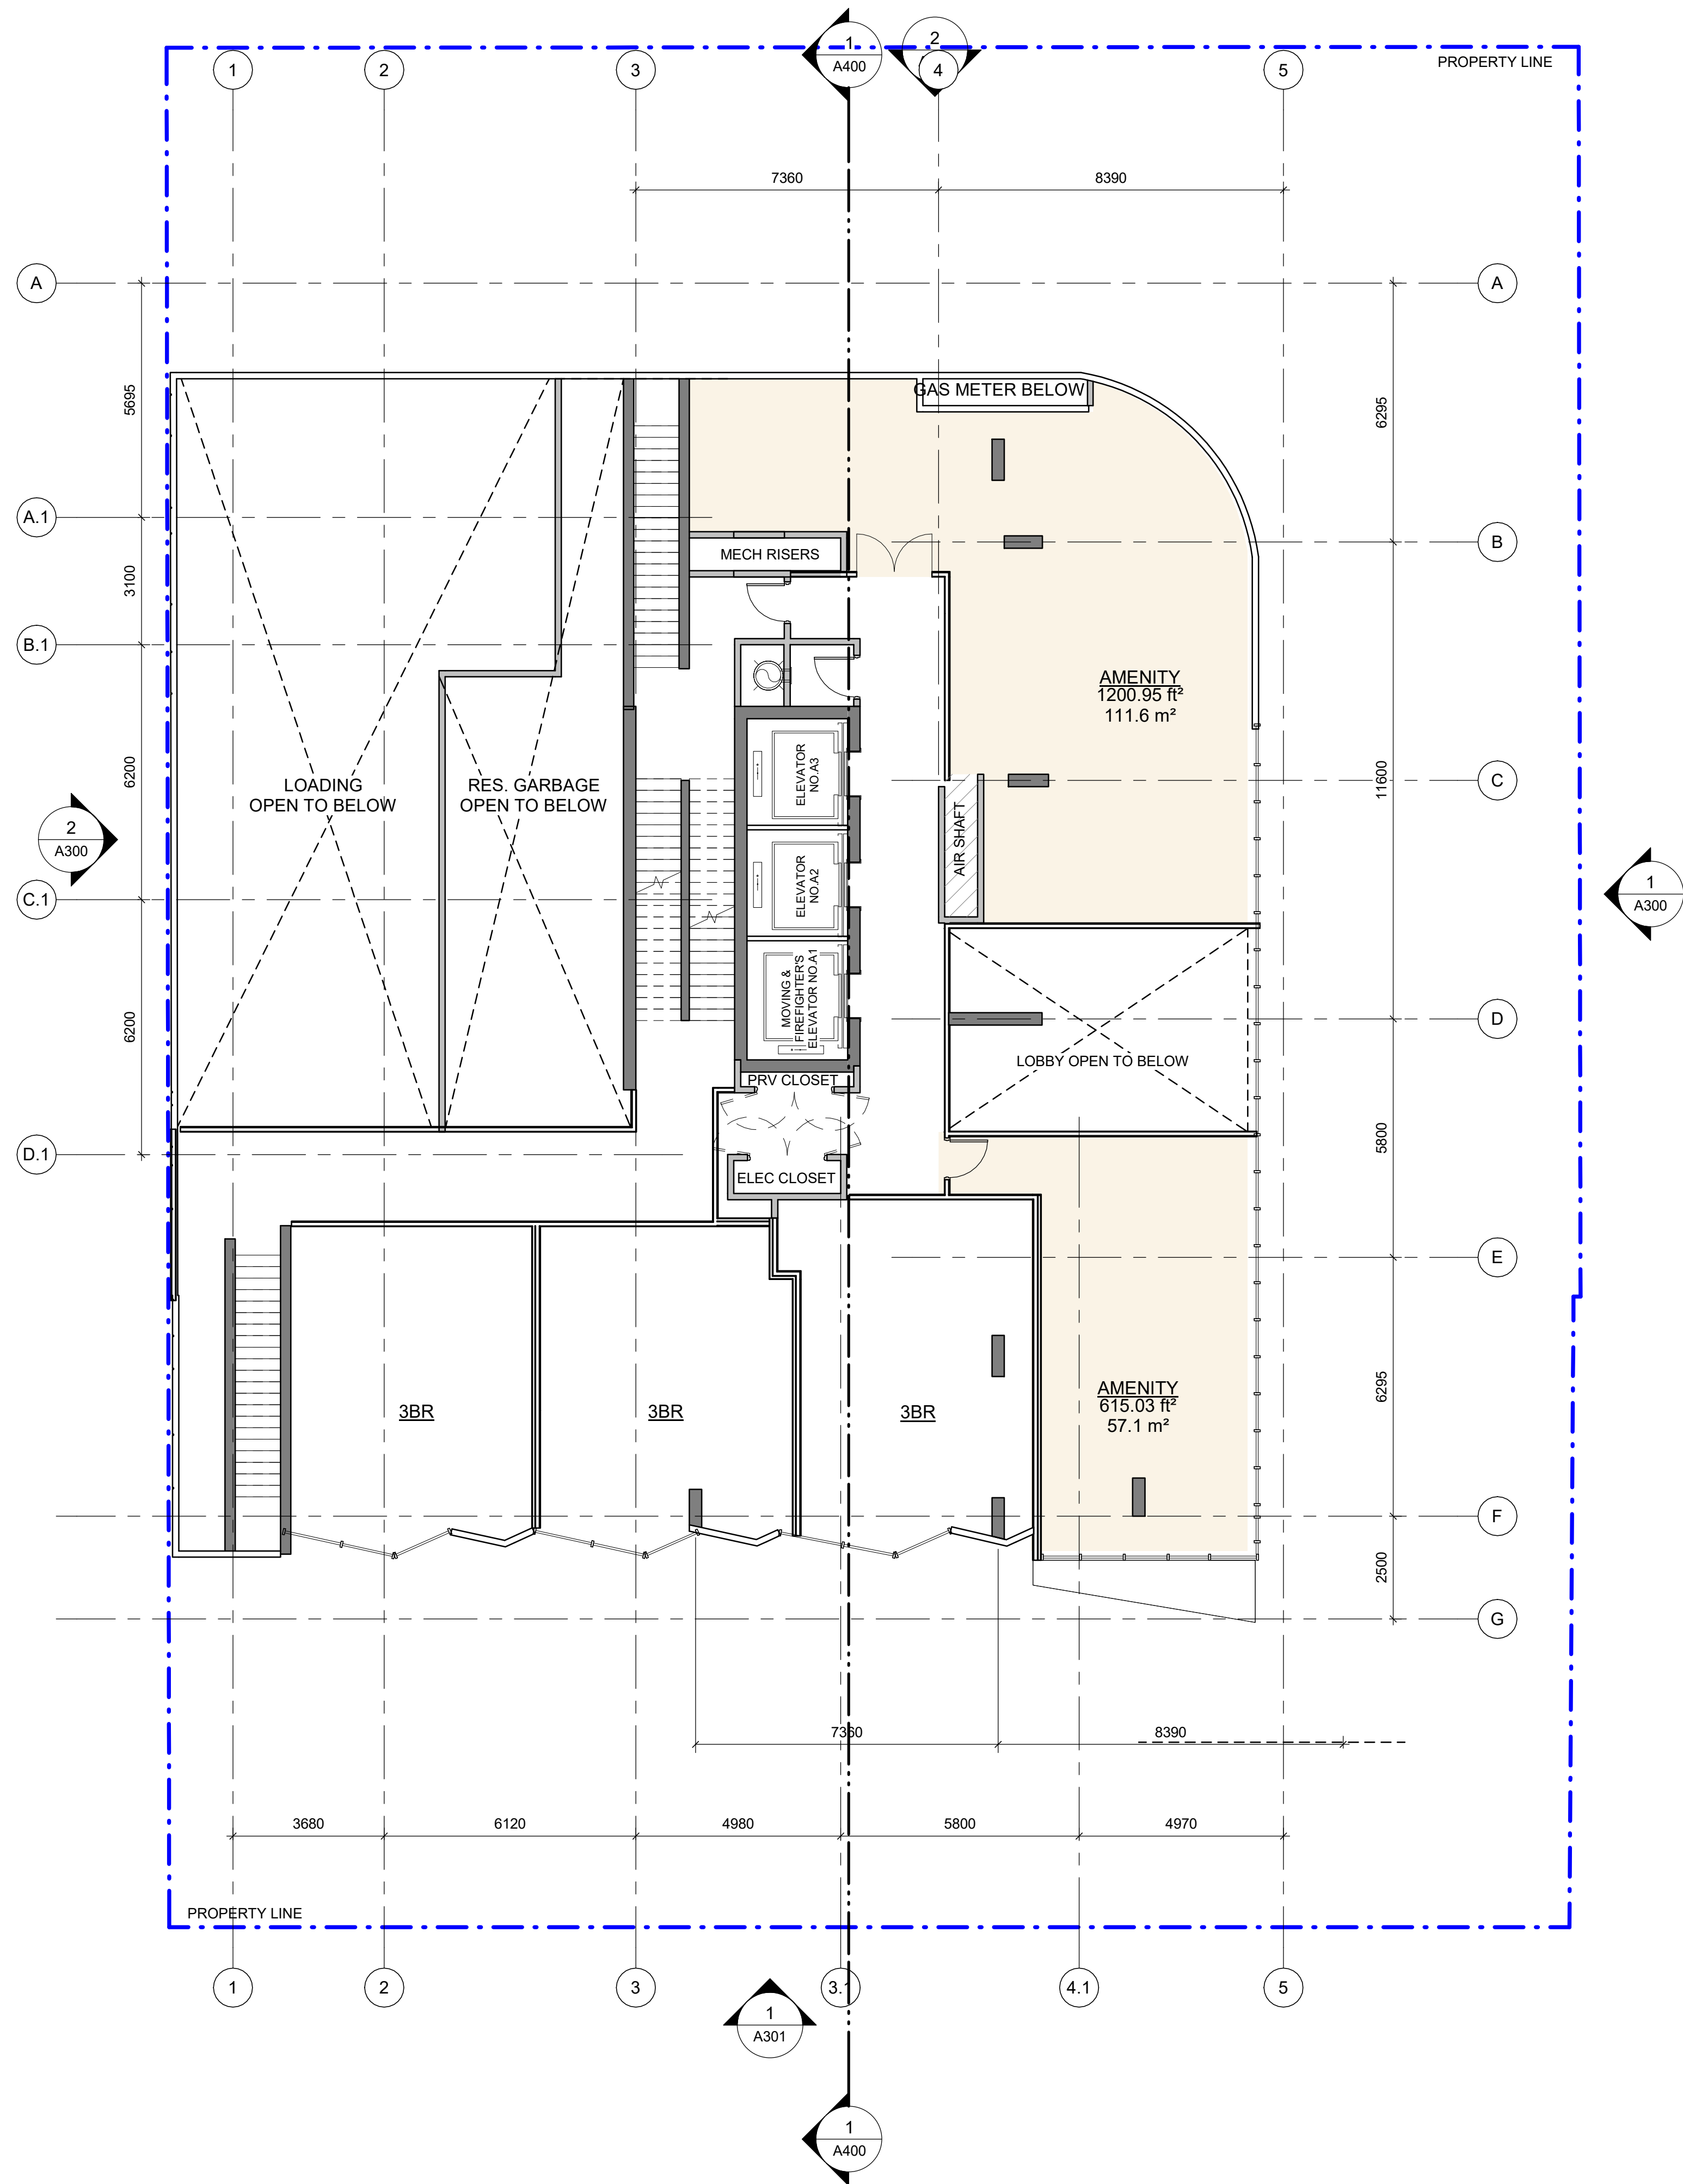 1
A400
2
4
1
2
3
5
PROPERTY LINE
7360
8390
A
A
5695
6295
GAS METER BELOW
A.1
B
MECH RISERS
3100
B.1
AMENITY
1200.95 ft²
111.6 m²
6200
11600
LOADING
OPEN TO BELOW
RES. GARBAGE
OPEN TO BELOW
ELEVATOR
NO.A3
C
AIR SHAFT
2
A300
ELEVATOR
NO.A2
C.1
1
A300
MOVING &
FIREFIGHTER'S
ELEVATOR NO.A1
6200
D
LOBBY OPEN TO BELOW
PRV CLOSET
5800
D.1
ELEC CLOSET
E
3BR
3BR
3BR
AMENITY
615.03 ft²
57.1 m²
6295
F
2500
G
7360
8390
3680
6120
4980
5800
4970
PROPERTY LINE
1
2
3
3.1
4.1
5
1
A301
1
A400